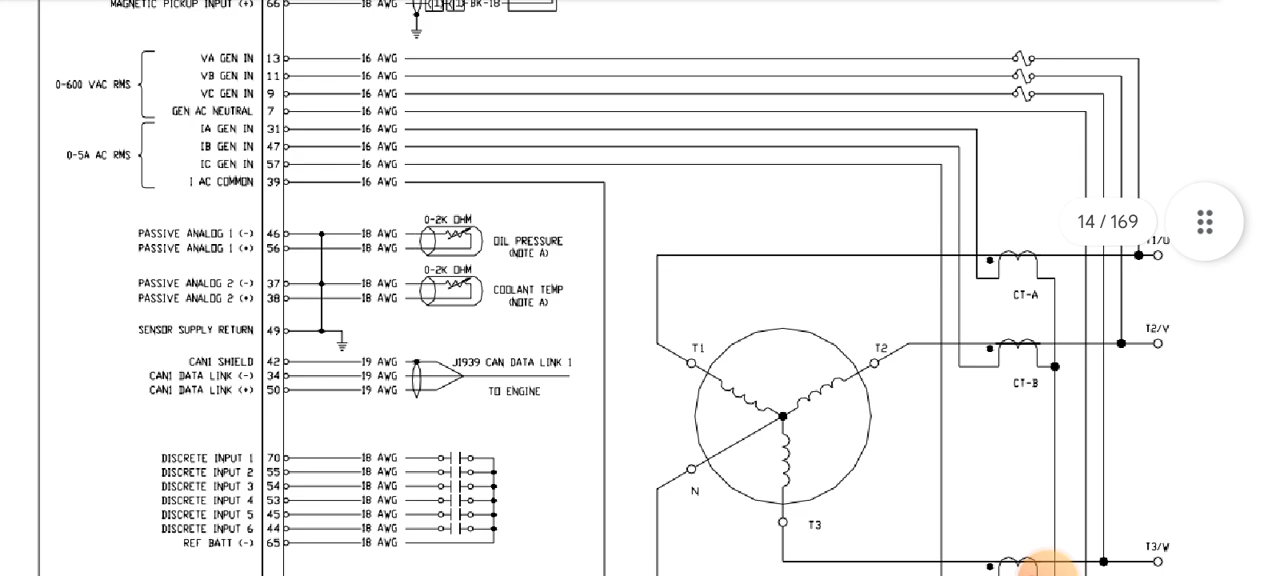 MAGNETIC PICKUP INPUT (+) 66 18 AWG BK-18
VA GEN IN 13 16 AWG
VB GEN IN 11 16 AWG
0-600 VAC RMS
VC GEN IN 9 16 AWG
GEN AC NEUTRAL 7 16 AWG
IA GEN IN 31 16 AWG
IB GEN IN 47 16 AWG
0-5A AC RMS
IC GEN IN 57 16 AWG
I AC COMMON 39 16 AWG
14 / 169
0-2K OHM
PASSIVE ANALOG 1 (-) 46 18 AWG
OIL PRESSURE
PASSIVE ANALOG 1 (+) 56 18 AWG
(NOTE A)
T1/U
0-2K OHM
PASSIVE ANALOG 2 (-) 37 18 AWG
COOLANT TEMP
PASSIVE ANALOG 2 (+) 38 18 AWG
(NOTE A)
CT-A
SENSOR SUPPLY RETURN 49
T2/V
T1
T2
CAN1 SHIELD 42 19 AWG J1939 CAN DATA LINK 1
CAN1 DATA LINK (-) 34 19 AWG
CAN1 DATA LINK (+) 50 19 AWG TO ENGINE
CT-B
DISCRETE INPUT 1 70 18 AWG
DISCRETE INPUT 2 55 18 AWG
DISCRETE INPUT 3 54 18 AWG
DISCRETE INPUT 4 53 18 AWG
DISCRETE INPUT 5 45 18 AWG
DISCRETE INPUT 6 44 18 AWG
REF BATT (-) 65 18 AWG
N
T3
T3/W